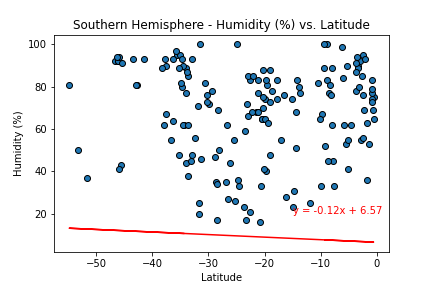 Southern Hemisphere - Humidity (%) vs. Latitude
100
80
60
40
20
Humidity (%)
y = -0.12x + 6.57
−50
−40
−30
−20
−10
0
Latitude